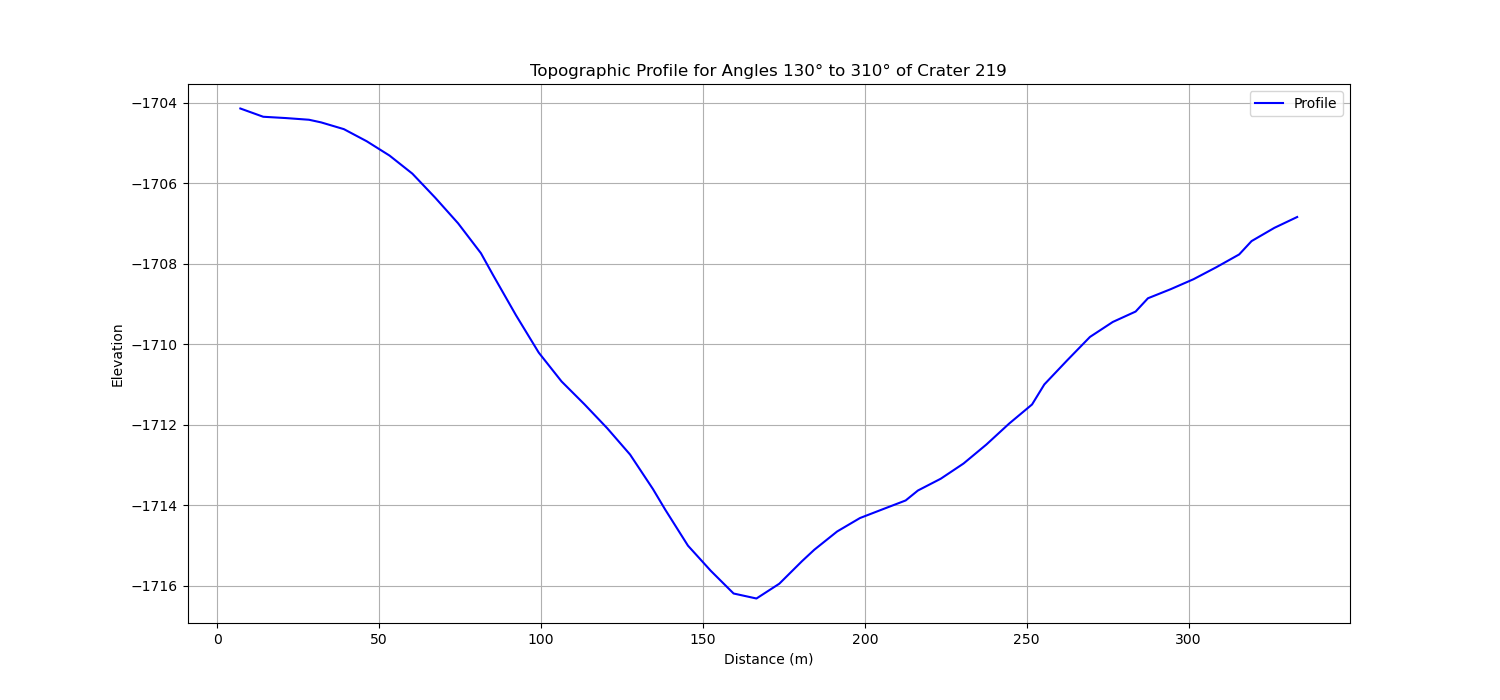 Topographic Profile for Angles 130° to 310° of Crater 219
Profile
−1704
−1706
−1708
−1710
−1712
−1714
−1716
Elevation
0 50 100 150 200 250 300
Distance (m)